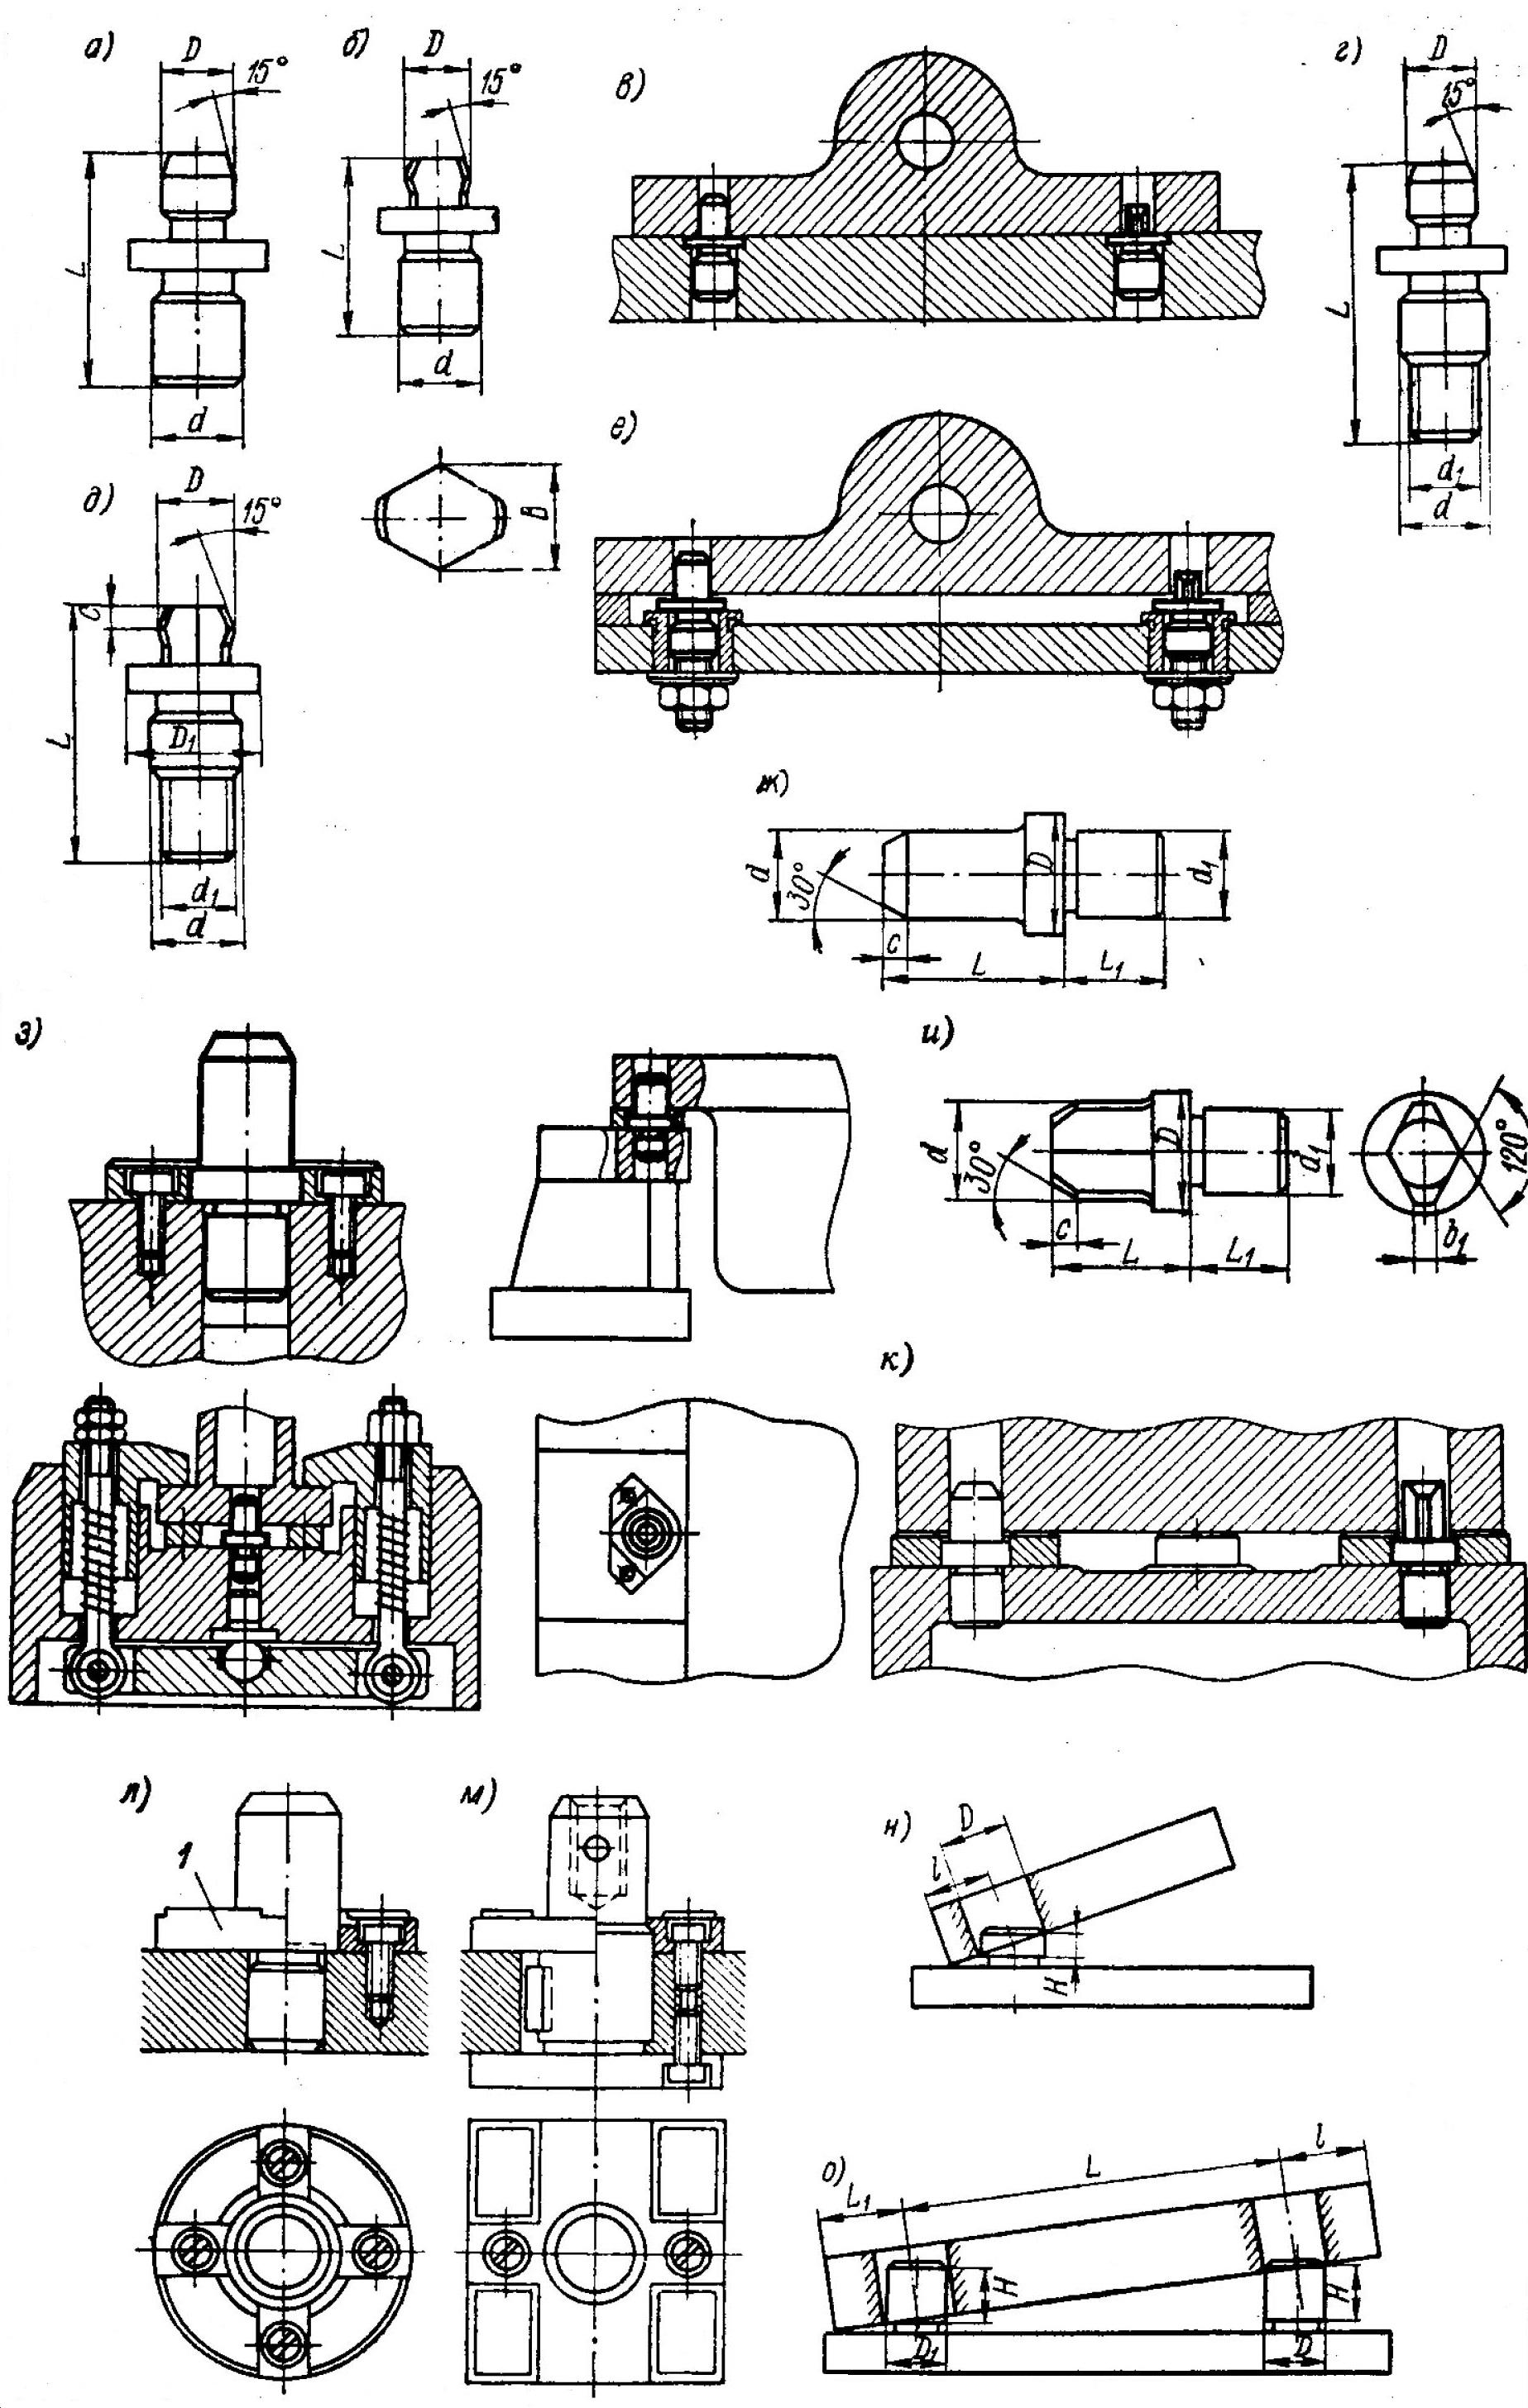 а) D 15°
L
d
б) D 15°
L
d
B
в)
г) D
15°
L
d₁
d
д) D 15°
C
L
D₁
d₁
d
е)
ж)
d 30° C L D L₁ d₁
з)
и)
d 30° C L D L₁ d₁
120°
b₁
к)
л)
1
м)
н) D
l
H
о) L₁ L l
H H
D₁ D